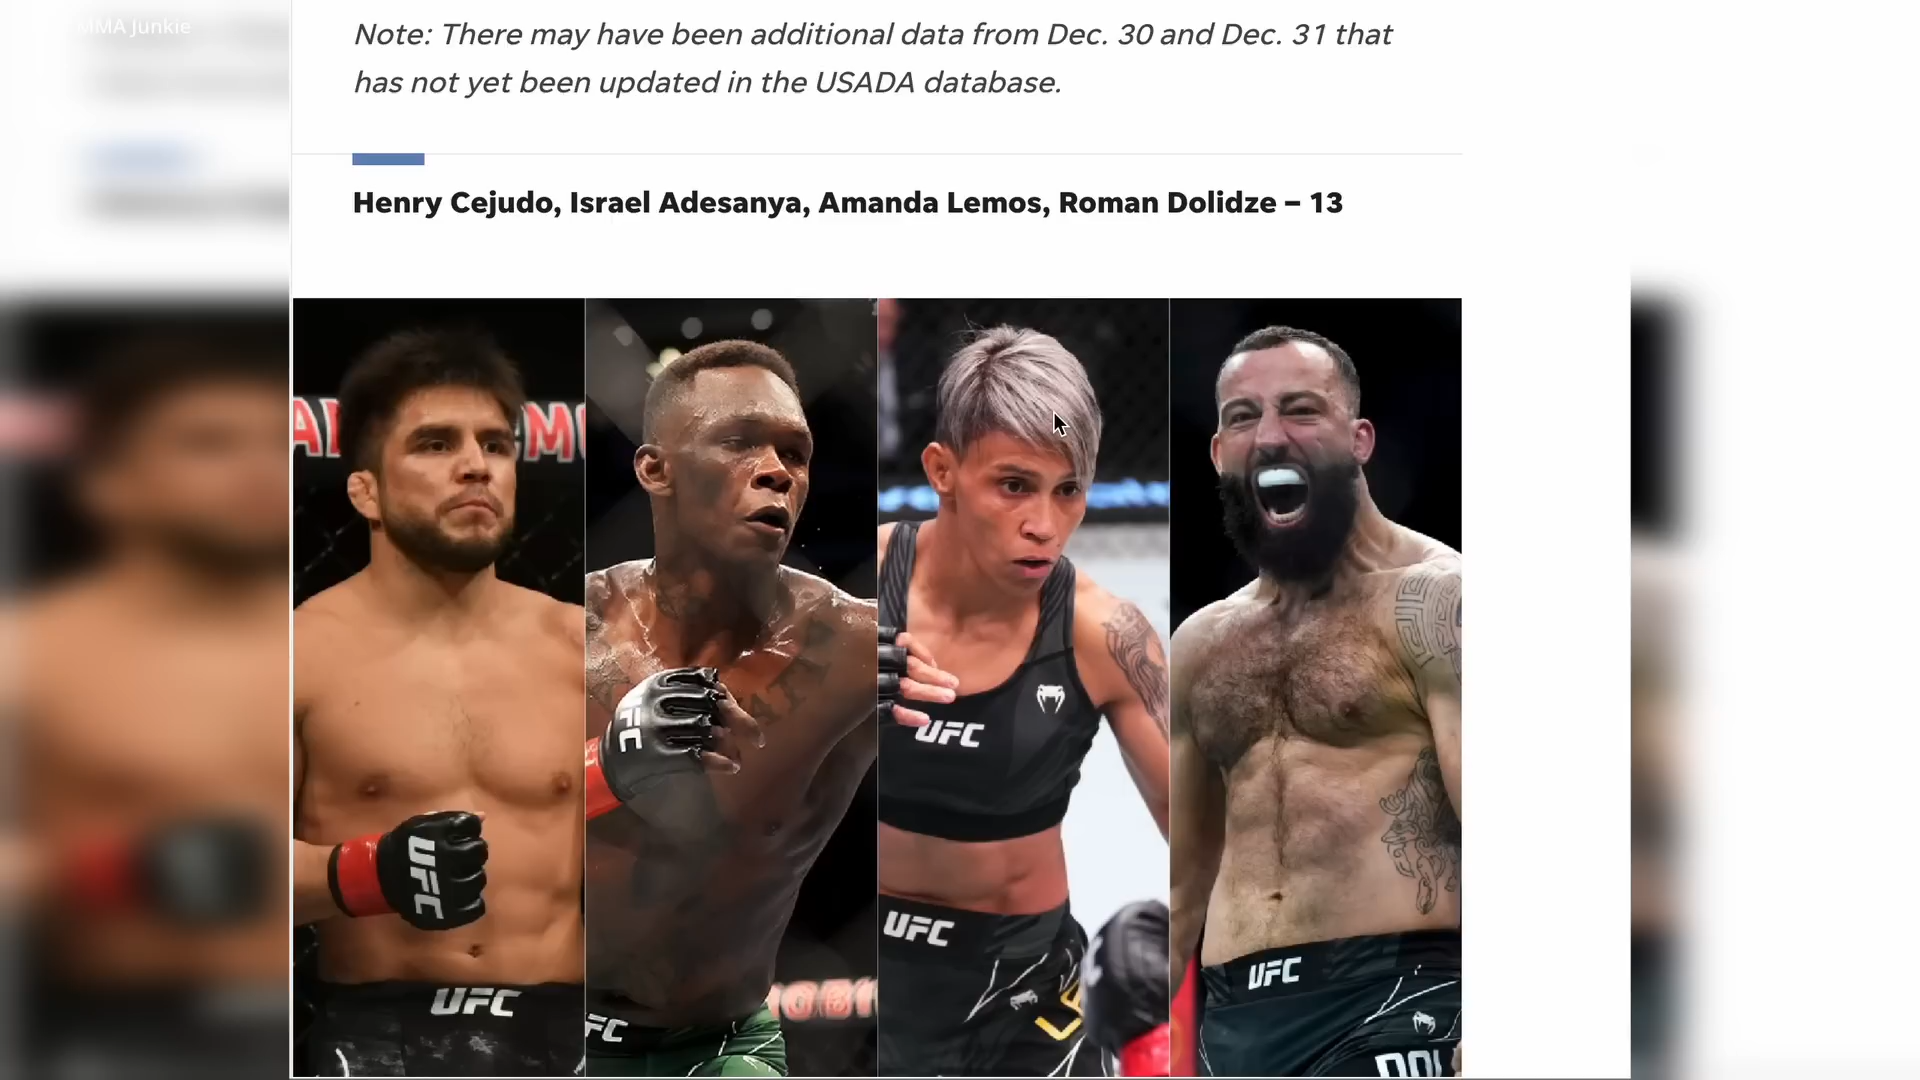 MMA Junkie
Note: There may have been additional data from Dec. 30 and Dec. 31 that
has not yet been updated in the USADA database.
Henry Cejudo, Israel Adesanya, Amanda Lemos, Roman Dolidze – 13
UFC
UFC
FC
UFC
UFC
UFC
UFC
DOL